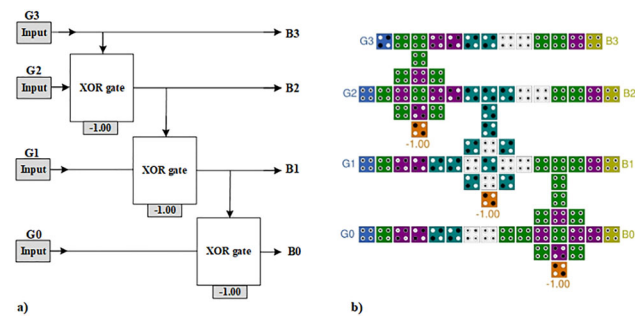 G3
Input
B3
G2
Input
XOR gate
B2
-1.00
G1
Input
XOR gate
B1
-1.00
G0
Input
XOR gate
B0
-1.00
a)
G3
B3
G2
B2
-1.00
G1
B1
-1.00
G0
B0
-1.00
b)